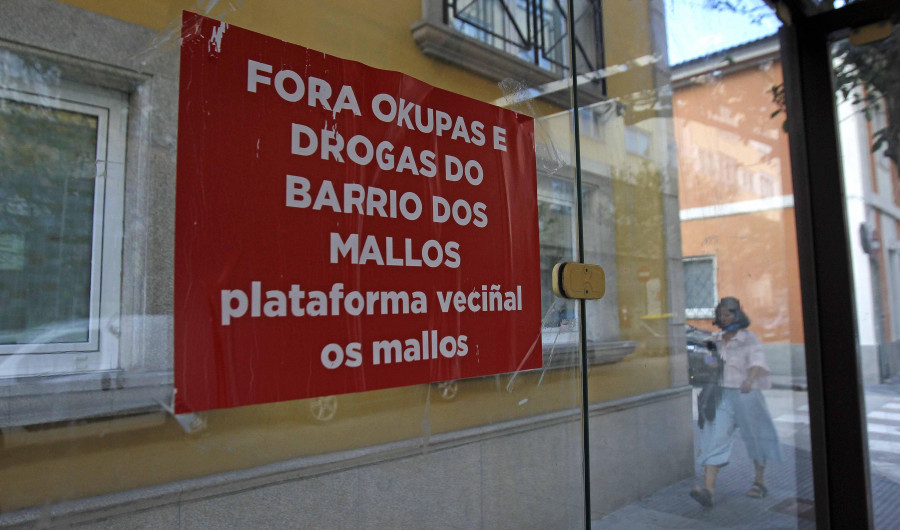 FORA OKUPAS E
DROGAS DO
BARRIO DOS
MALLOS
plataforma veciñal
os mallos